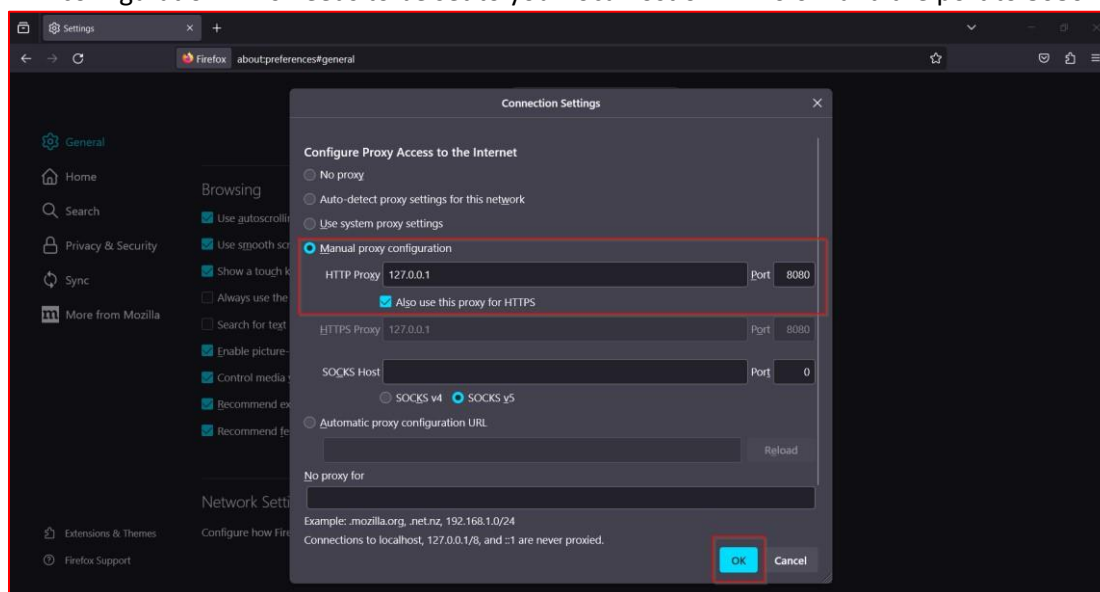 Settings
Firefox about:preferences#general
Connection Settings
General
Home
Search
Privacy & Security
Sync
More from Mozilla
Extensions & Themes
Firefox Support
Browsing
Use autoscrolli
Use smooth scr
Show a touch k
Always use the
Search for text
Enable picture-
Control media
Recommend ex
Recommend fe
Network Setti
Configure how Fire
Configure Proxy Access to the Internet
No proxy
Auto-detect proxy settings for this network
Use system proxy settings
Manual proxy configuration
HTTP Proxy 127.0.0.1 Port 8080
Also use this proxy for HTTPS
HTTPS Proxy 127.0.0.1 Port 8080
SOCKS Host Port 0
SOCKS v4 SOCKS v5
Automatic proxy configuration URL
Reload
No proxy for
Example: .mozilla.org, .net.nz, 192.168.1.0/24
Connections to localhost, 127.0.0.1/8, and ::1 are never proxied.
OK Cancel